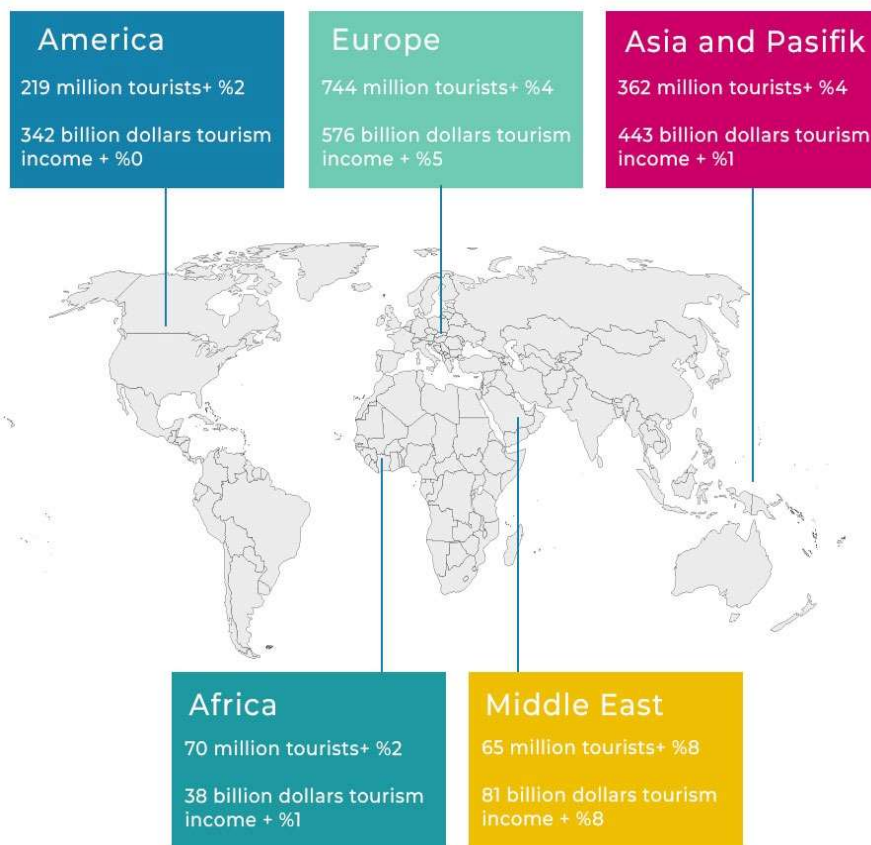 America
219 million tourists+ %2
342 billion dollars tourism
income + %0
Europe
744 million tourists+ %4
576 billion dollars tourism
income + %5
Asia and Pasifik
362 million tourists+ %4
443 billion dollars tourism
income + %1
Africa
70 million tourists+ %2
38 billion dollars tourism
income + %1
Middle East
65 million tourists+ %8
81 billion dollars tourism
income + %8